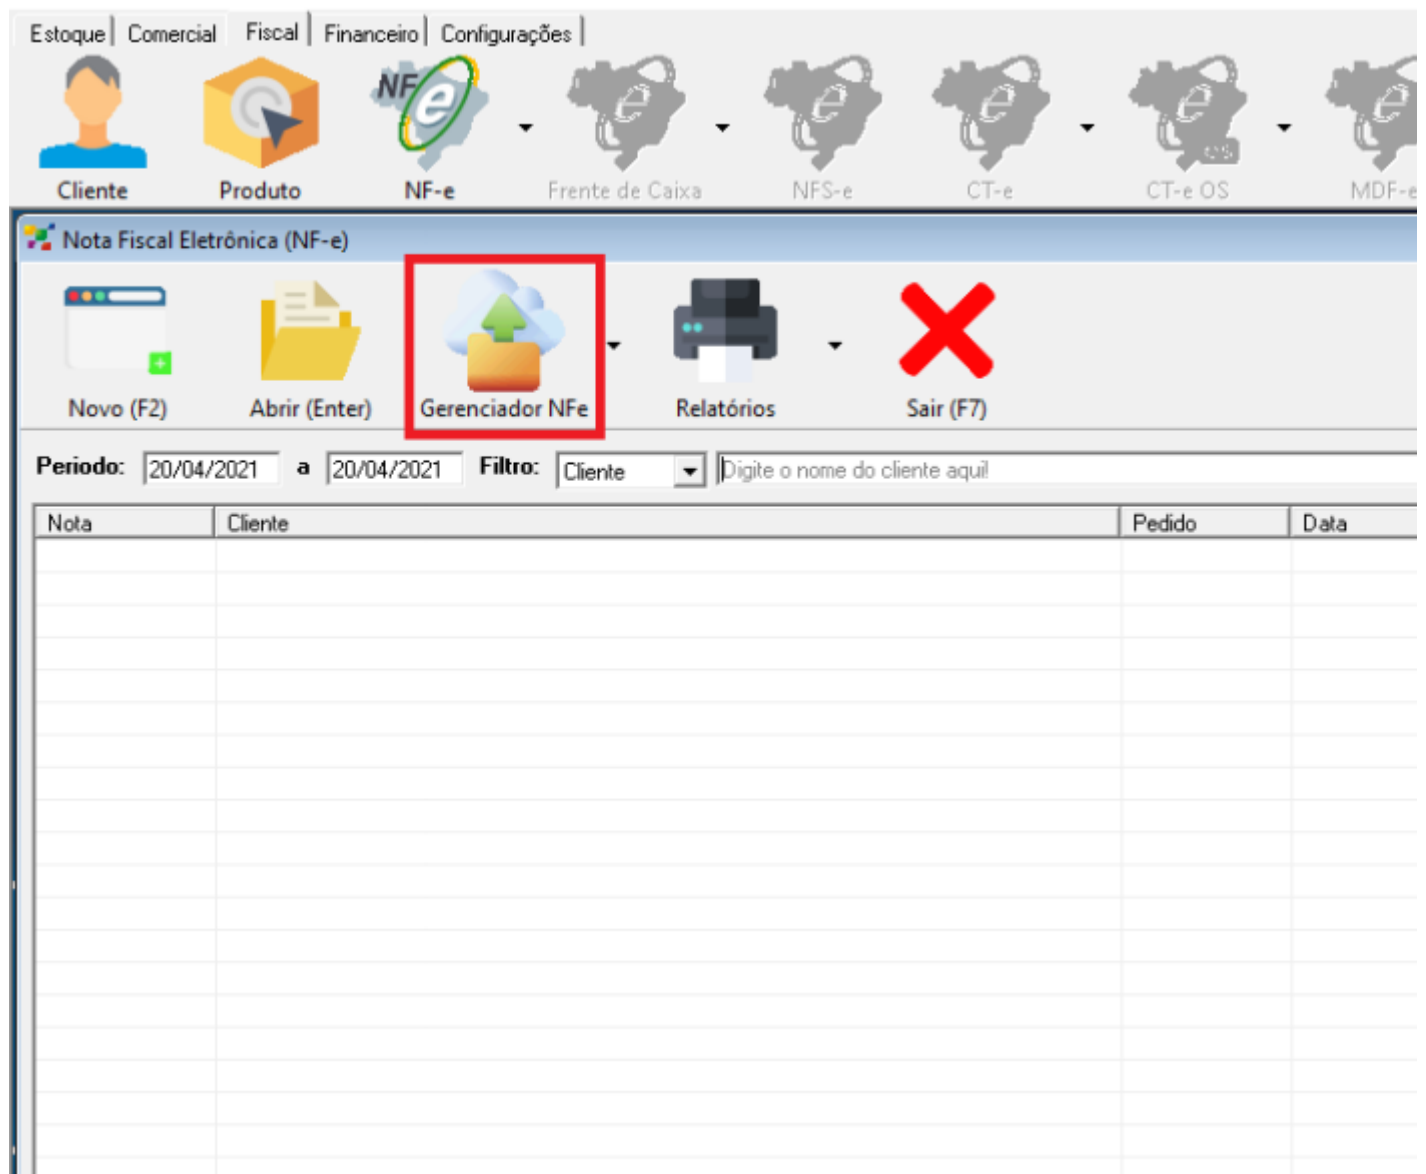 Estoque Comercial Fiscal Financeiro Configurações
NF e e e e e e
OS
Cliente Produto NF-e Frente de Caixa NFS-e CT-e CT-e OS MDF-e
Nota Fiscal Eletrônica (NF-e)
Novo (F2) Abrir (Enter) Gerenciador NFe Relatórios Sair (F7)
Periodo: 20/04/2021 a 20/04/2021 Filtro: Cliente Digite o nome do cliente aqui!
Nota Cliente Pedido Data